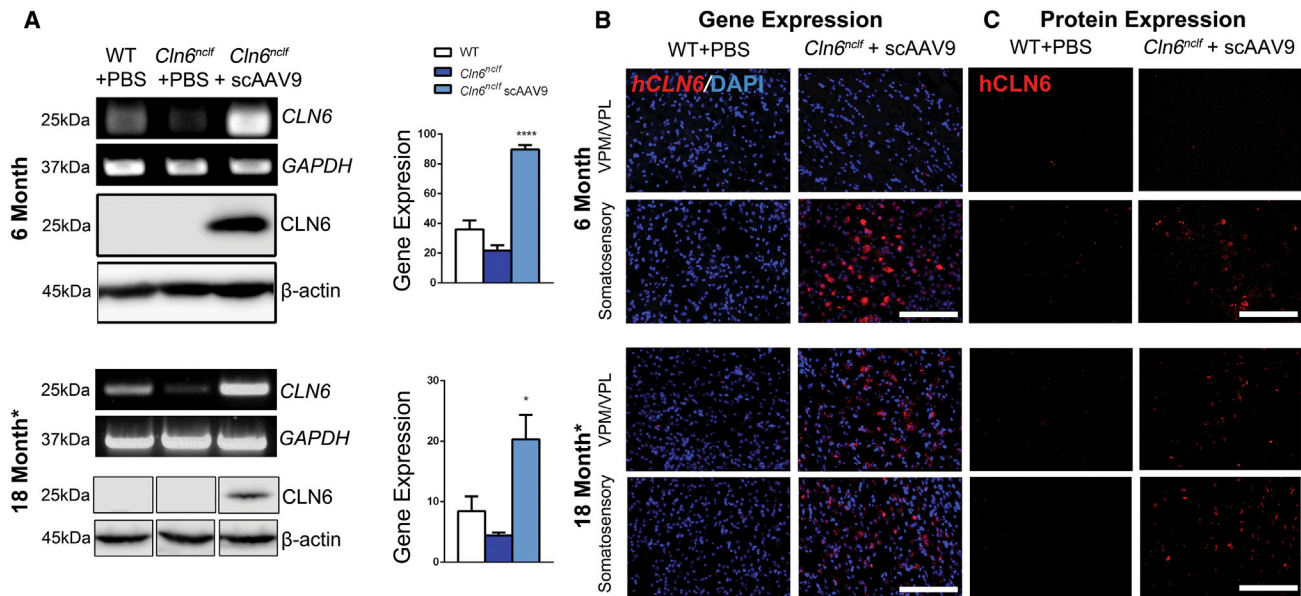 A
WT
+PBS
Cln6nclf
+PBS
Cln6nclf
+ scAAV9
6 Month
25kDa
CLN6
37kDa
GAPDH
25kDa
CLN6
45kDa
β-actin
WT
Cln6nclf
Cln6nclf scAAV9
Gene Expression
100
80
60
40
20
0
****
18 Month*
25kDa
CLN6
37kDa
GAPDH
25kDa
CLN6
45kDa
β-actin
Gene Expression
30
20
10
0
*
B
Gene Expression
WT+PBS
Cln6nclf + scAAV9
hCLN6/DAPI
6 Month
VPM/VPL
Somatosensory
18 Month*
VPM/VPL
Somatosensory
C
Protein Expression
WT+PBS
Cln6nclf + scAAV9
hCLN6